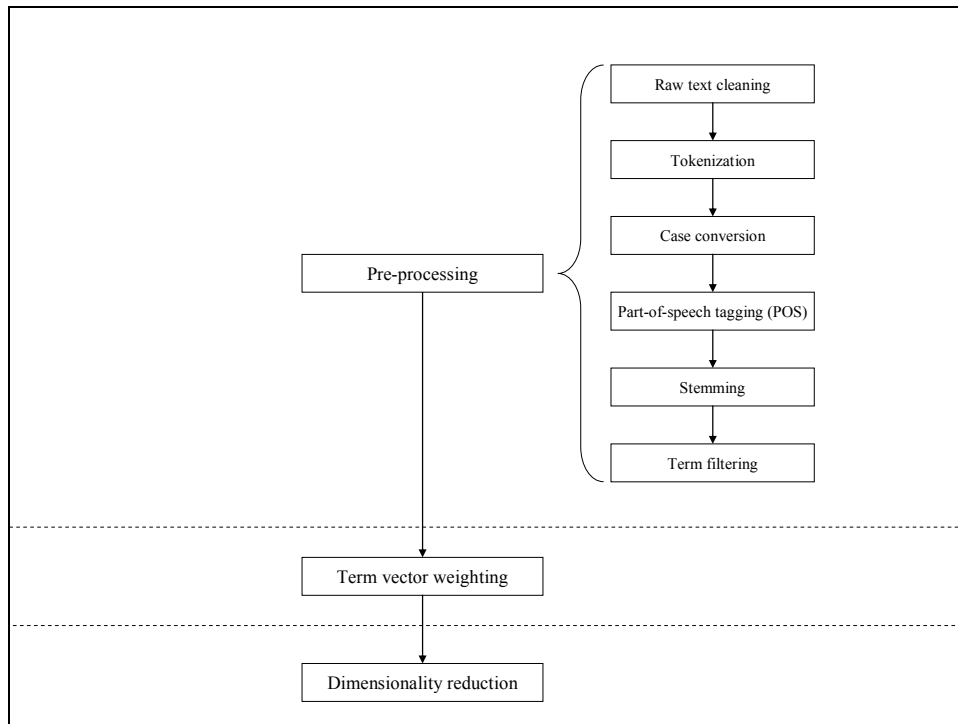 Raw text cleaning
Tokenization
Case conversion
Pre-processing
Part-of-speech tagging (POS)
Stemming
Term filtering
Term vector weighting
Dimensionality reduction